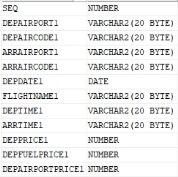 SEQ NUMBER
DEPAIRPORT1 VARCHAR2(20 BYTE)
DEPAIRCODE1 VARCHAR2(20 BYTE)
ARRAIRPORT1 VARCHAR2(20 BYTE)
ARRAIRCODE1 VARCHAR2(20 BYTE)
DEPDATE1 DATE
FLIGHTNAME1 VARCHAR2(20 BYTE)
DEPTIME1 VARCHAR2(20 BYTE)
ARRTIME1 VARCHAR2(20 BYTE)
DEPPRICE1 NUMBER
DEPFUELPRICE1 NUMBER
DEPAIRPORTPRICE1 NUMBER